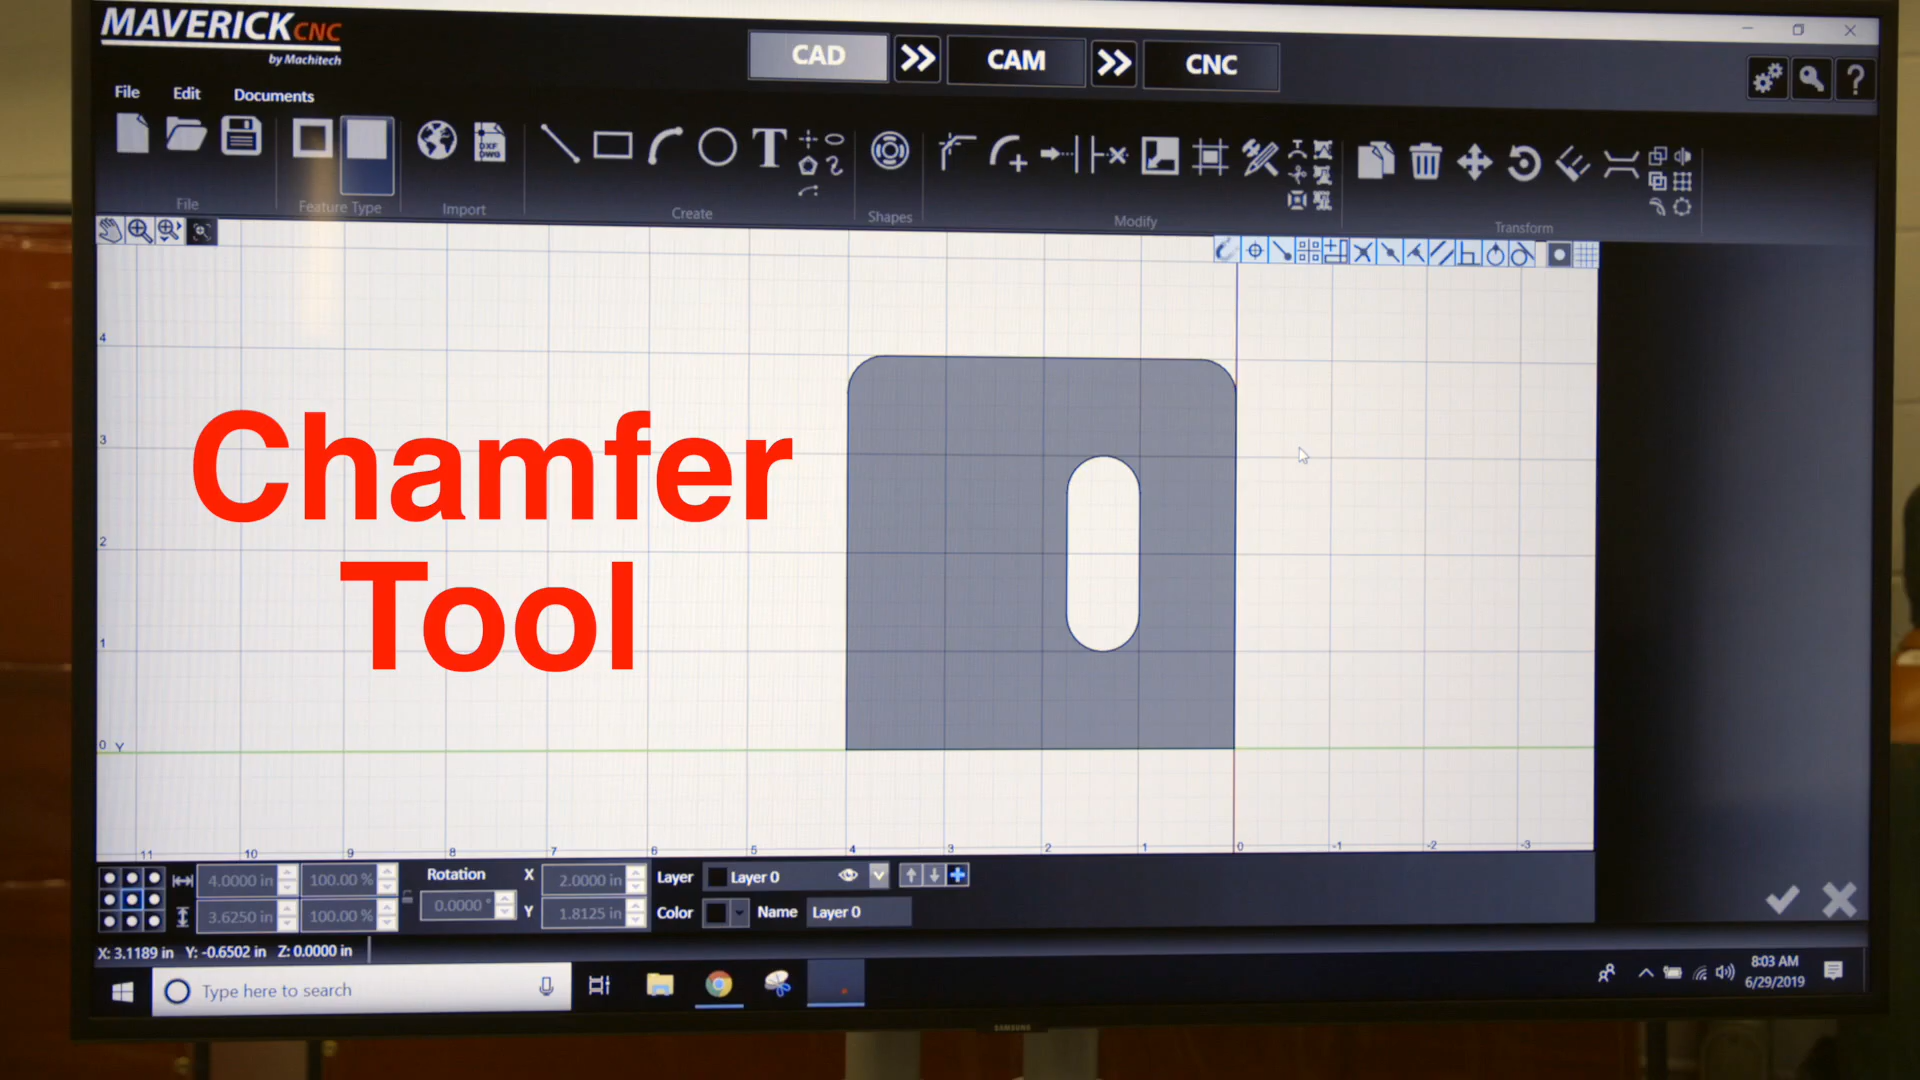 MAVERICK CNC
by Machitech
CAD
CAM
CNC
?
File Edit Documents
DXF
DWG
T
File
Feature Type
Import
Create
Shapes
Modify
Transform
4
3
2
1
0 Y
Chamfer
Tool
11 10 9 8 7 6 5 4 3 2 1 0 -1 -2 -3
4.0000 in 100.00 % Rotation X 2.0000 in Layer Layer 0
3.6250 in 100.00 % 0.0000 ° Y 1.8125 in Color Name Layer 0
X: 3.1189 in Y: -0.6502 in Z: 0.0000 in
Type here to search
8:03 AM
6/29/2019
SAMSUNG